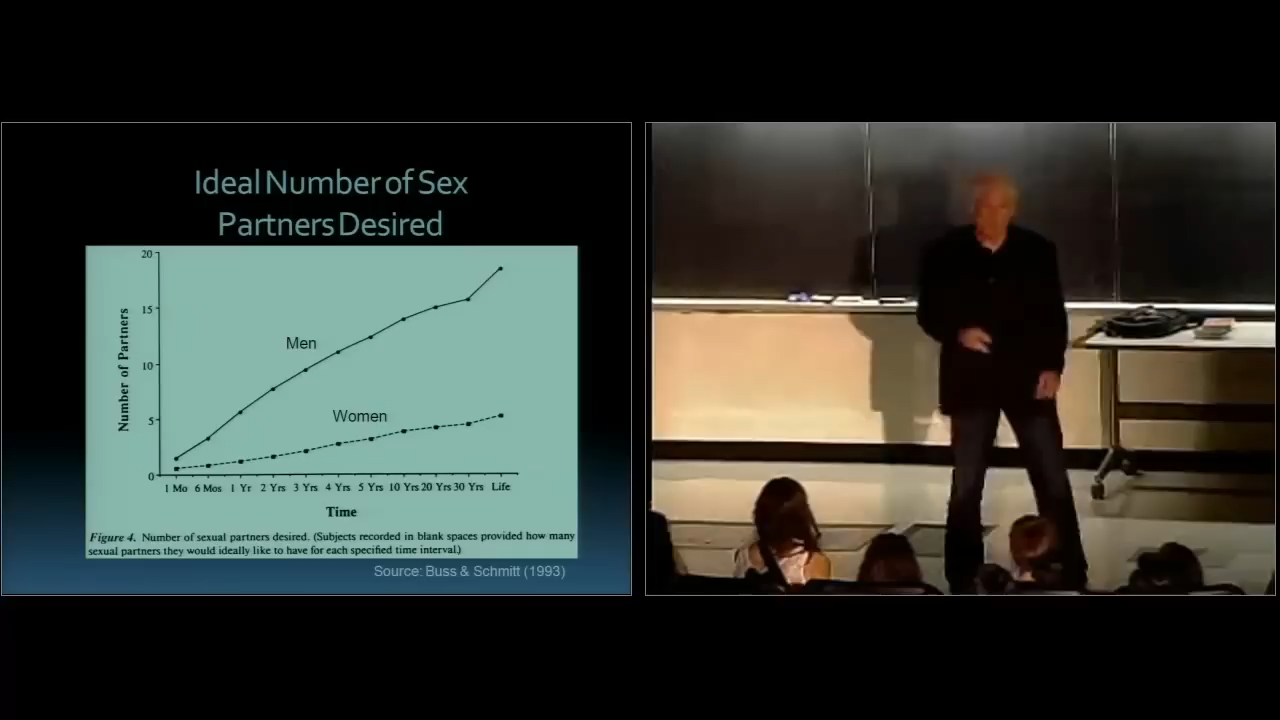 Ideal Number of Sex
Partners Desired
20
15
10
5
0
Number of Partners
Men
Women
1 Mo 6 Mos 1 Yr 2 Yrs 3 Yrs 4 Yrs 5 Yrs 10 Yrs 20 Yrs 30 Yrs Life
Time
Figure 4. Number of sexual partners desired. (Subjects recorded in blank spaces provided how many
sexual partners they would ideally like to have for each specified time interval.)
Source: Buss & Schmitt (1993)